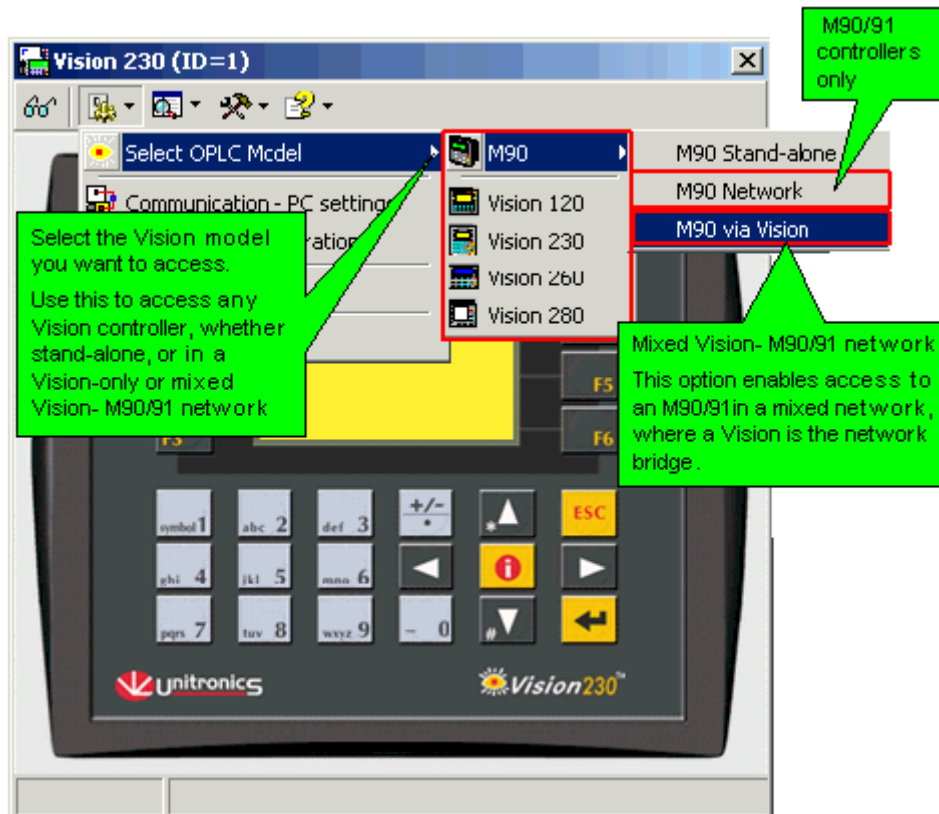 M90/91
controllers
only
Vision 230 (ID=1)
Select OPLC Model
M90
M90 Stand-alone
Communication - PC settings
M90 Network
Vision 120
M90 via Vision
Vision 230
Vision 260
Vision 280
Select the Vision model
you want to access.
Use this to access any
Vision controller, whether
stand-alone, or in a
Vision-only or mixed
Vision- M90/91 network
Mixed Vision- M90/91 network
This option enables access to
an M90/91in a mixed network,
where a Vision is the network
bridge.
F5
F3
F6
symbol 1 abc 2 def 3 +/- • * ESC
ghi 4 jkl 5 mno 6 i
pqrs 7 tuv 8 wxyz 9 – 0 #
Unitronics Vision230™